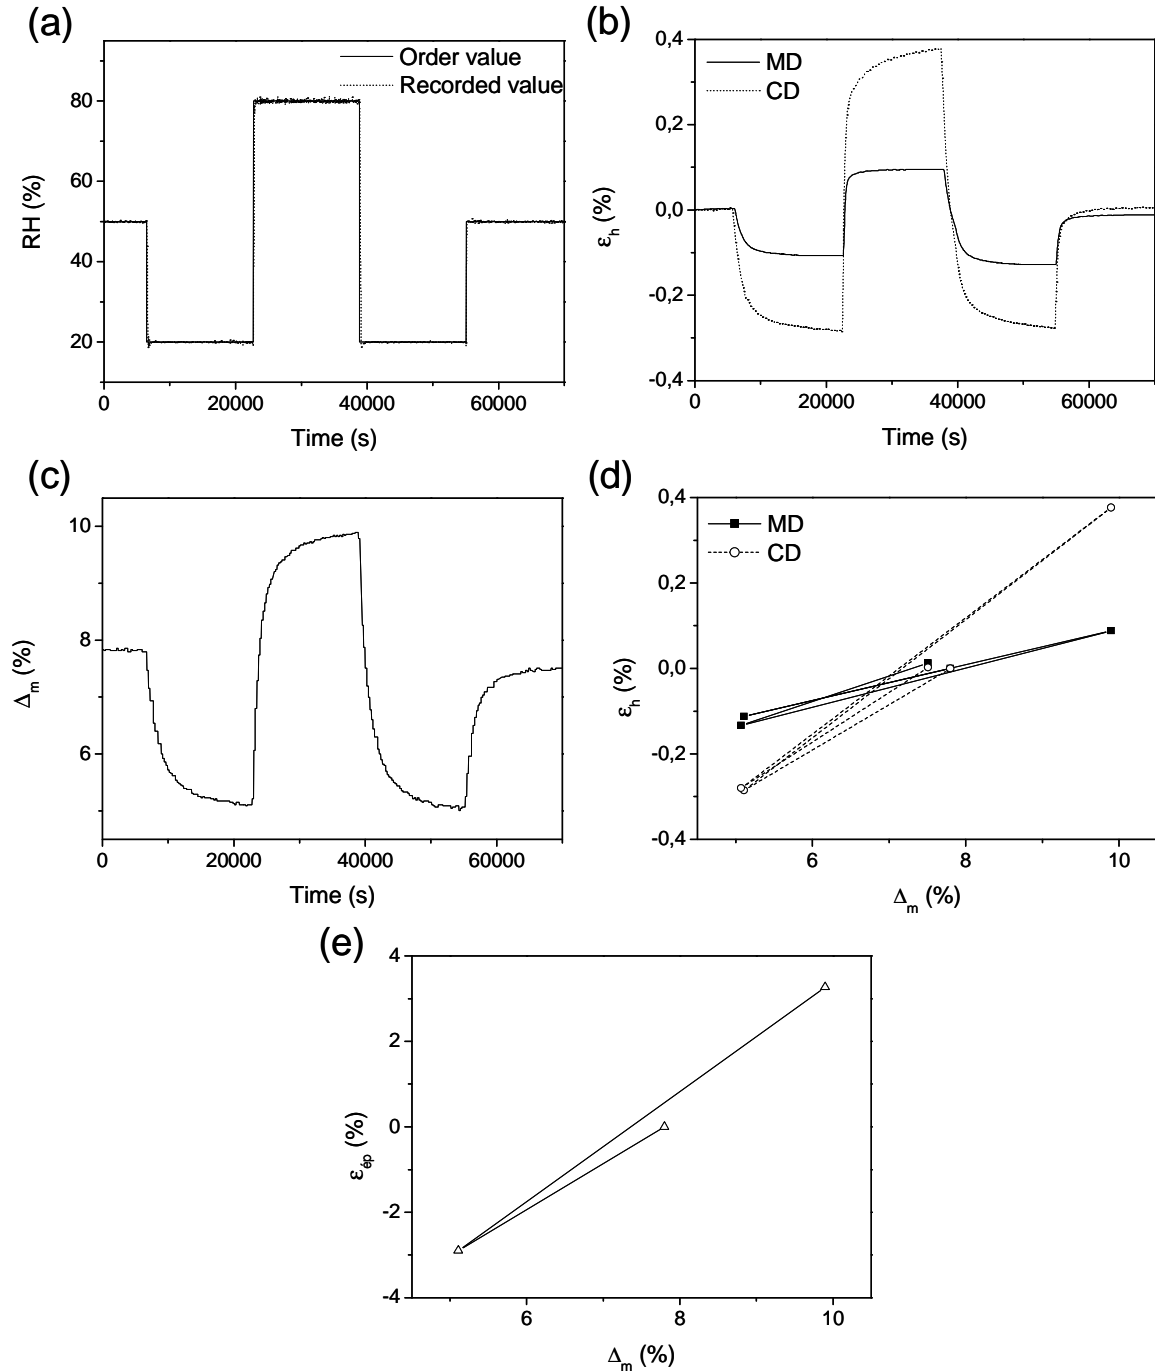 (a)
Order value
Recorded value
80
60
40
20
RH (%)
0
20000
40000
60000
Time (s)
(b)
0,4
MD
CD
0,2
0,0
-0,2
-0,4
εh (%)
0
20000
40000
60000
Time (s)
(c)
10
8
6
Δm (%)
0
20000
40000
60000
Time (s)
(d)
0,4
MD
CD
0,2
0,0
-0,2
-0,4
εh (%)
6
8
10
Δm (%)
(e)
4
2
0
-2
-4
εép (%)
6
8
10
Δm (%)